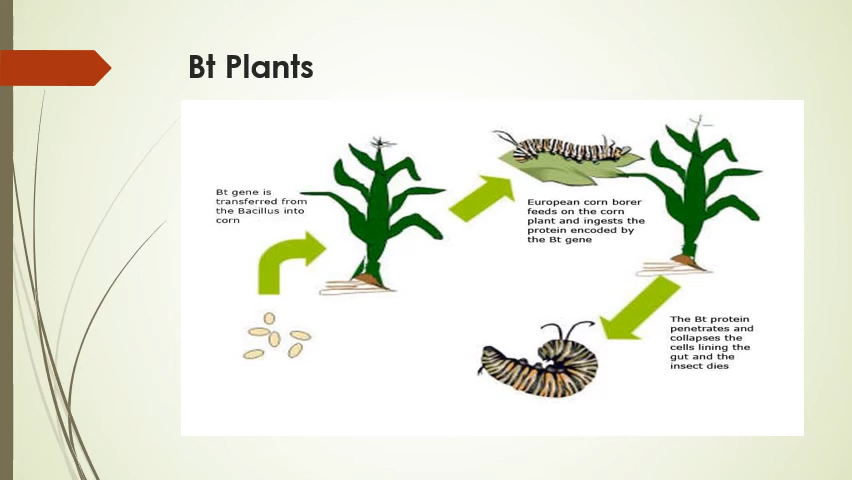 Bt Plants
Bt gene is
transferred from
the Bacillus into
corn
European corn borer
feeds on the corn
plant and ingests the
protein encoded by
the Bt gene
The Bt protein
penetrates and
collapses the
cells lining the
gut and the
insect dies